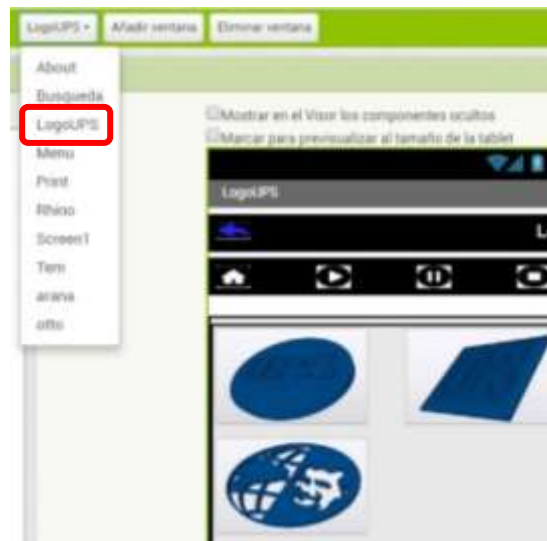 LogoUPS
Añadir ventana
Eliminar ventana
About
Busqueda
LogoUPS
Menu
Print
Rhino
Screen1
Tem
arana
otto
Mostrar en el Visor los componentes ocultos
Marcar para previsualizar al tamaño de la tablet
LogoUPS
L